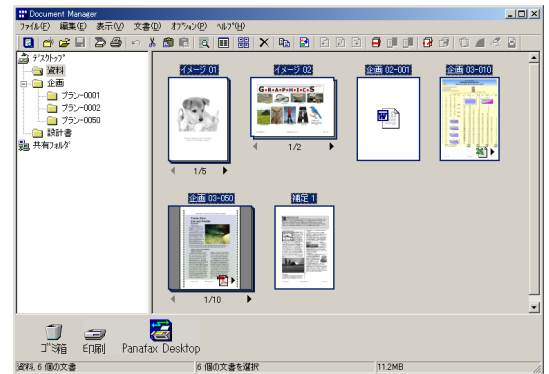 Document Manager
ﾌｧｲﾙ(F) 編集(E) 表示(V) 文書(D) ｵﾌﾟｼｮﾝ(P) ﾍﾙﾌﾟ(H)
ﾃﾞｽｸﾄｯﾌﾟ
資料
企画
プラン-0001
プラン-0002
プラン-0050
設計書
共有ﾌｫﾙﾀﾞ
イメージ 01
イメージ 02
企画 02-001
企画 03-010
G•R•A•P•H•I•C•S
1/5
1/2
企画 03-050
補足 1
1/10
ゴミ箱
印刷
Panafax Desktop
資料, 6 個の文書
6 個の文書を選択
11.2MB